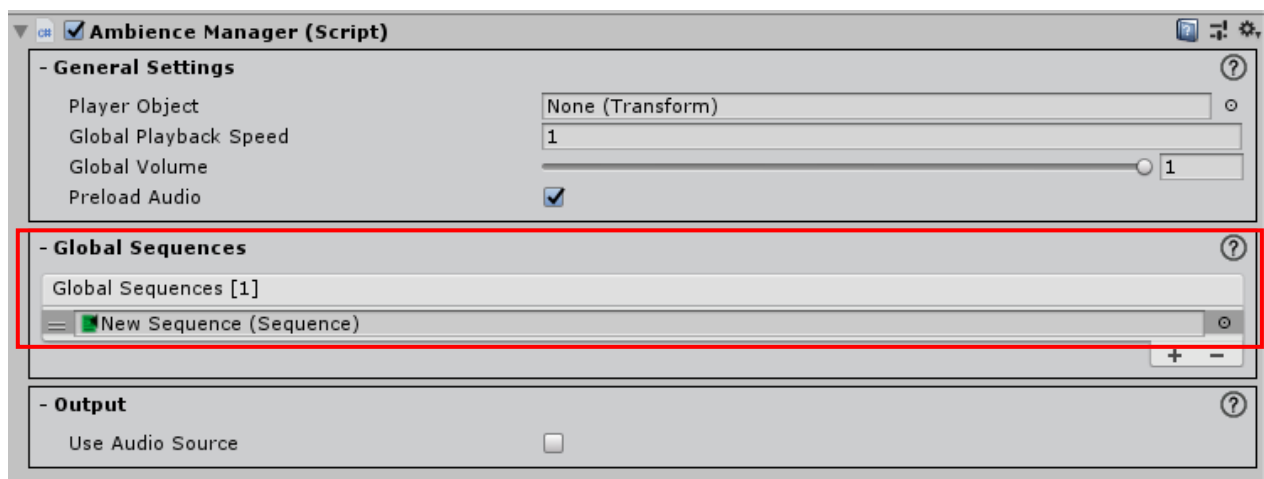 Ambience Manager (Script)
- General Settings
Player Object None (Transform)
Global Playback Speed 1
Global Volume 1
Preload Audio
- Global Sequences
Global Sequences [1]
New Sequence (Sequence)
+ -
- Output
Use Audio Source